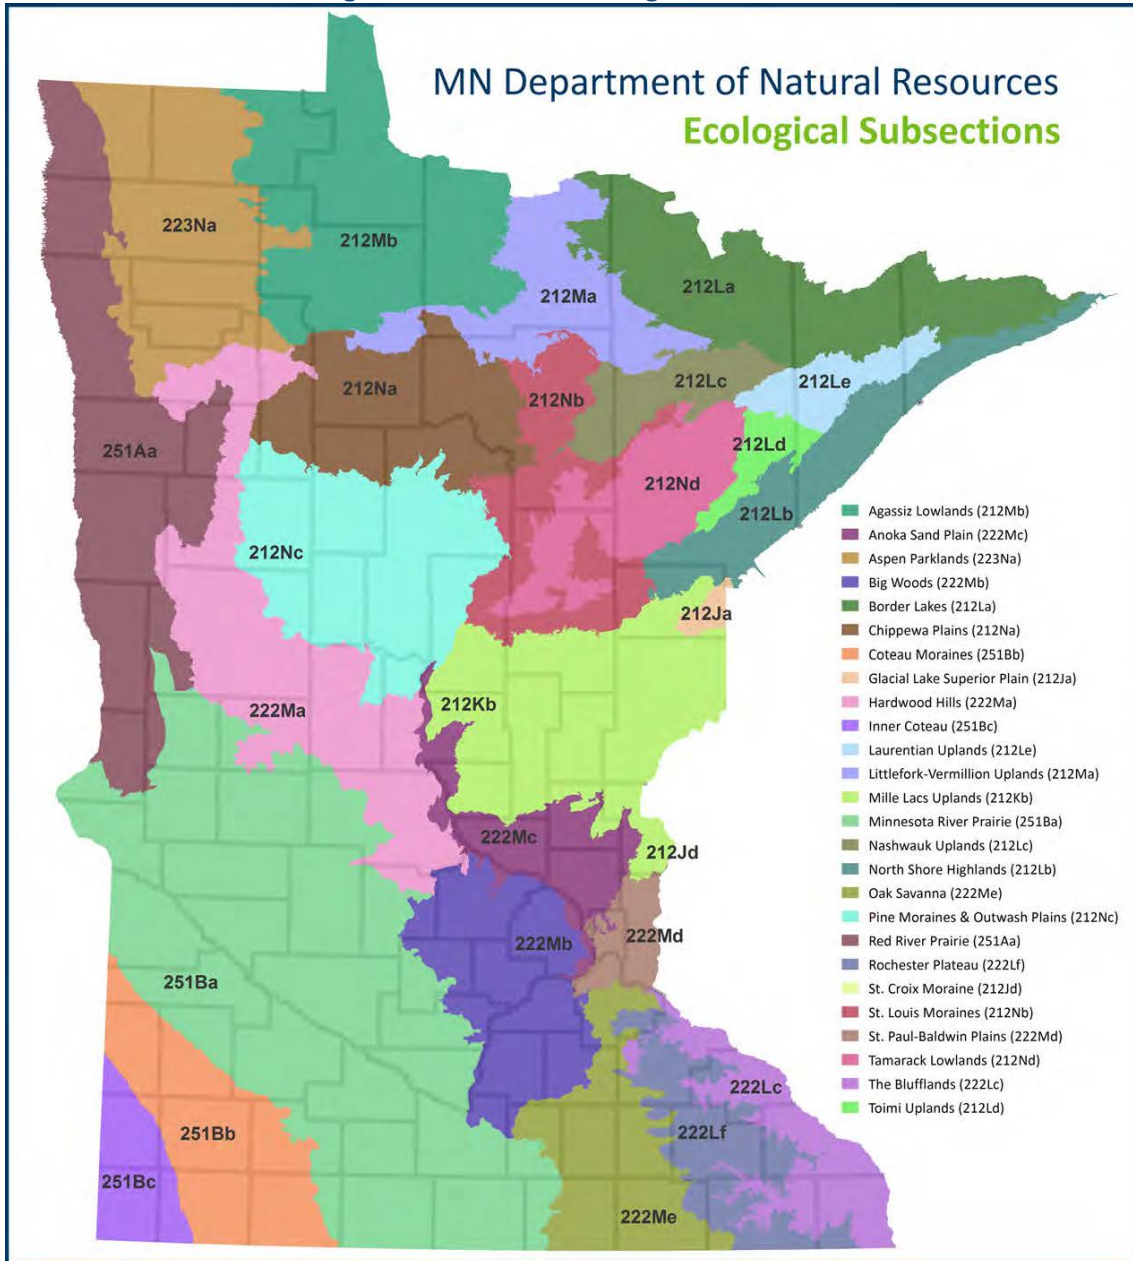 MN Department of Natural Resources
Ecological Subsections
223Na
212Mb
212Ma
212La
212Na
212Nb
212Lc
212Le
251Aa
212Ld
212Nd
212Lb
212Nc
212Ja
222Ma
212Kb
222Mc
212Jd
222Mb
222Md
251Ba
222Lc
251Bb
222Lf
251Bc
222Me
Agassiz Lowlands (212Mb)
Anoka Sand Plain (222Mc)
Aspen Parklands (223Na)
Big Woods (222Mb)
Border Lakes (212La)
Chippewa Plains (212Na)
Coteau Moraines (251Bb)
Glacial Lake Superior Plain (212Ja)
Hardwood Hills (222Ma)
Inner Coteau (251Bc)
Laurentian Uplands (212Le)
Littlefork-Vermillion Uplands (212Ma)
Mille Lacs Uplands (212Kb)
Minnesota River Prairie (251Ba)
Nashwauk Uplands (212Lc)
North Shore Highlands (212Lb)
Oak Savanna (222Me)
Pine Moraines & Outwash Plains (212Nc)
Red River Prairie (251Aa)
Rochester Plateau (222Lf)
St. Croix Moraine (212Jd)
St. Louis Moraines (212Nb)
St. Paul-Baldwin Plains (222Md)
Tamarack Lowlands (212Nd)
The Blufflands (222Lc)
Toimi Uplands (212Ld)